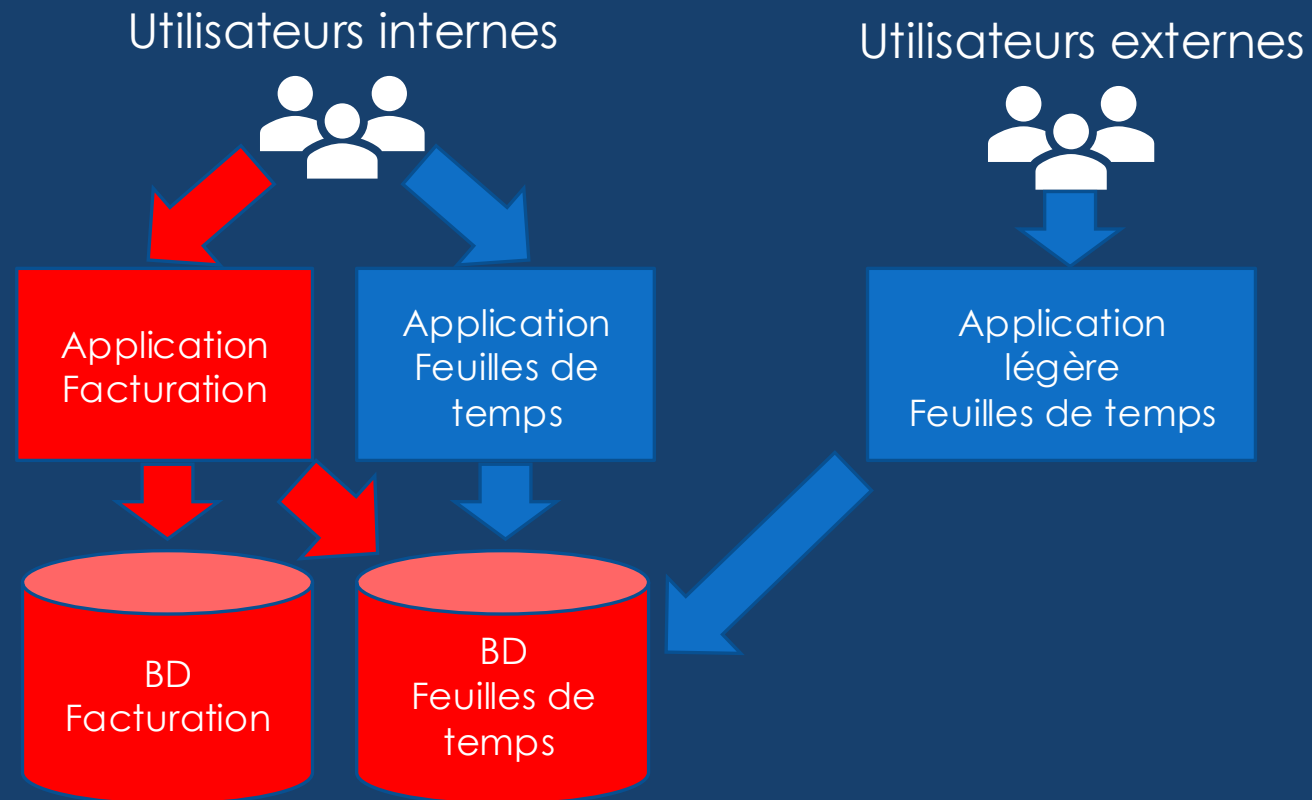 Utilisateurs internes
Utilisateurs externes
Application
Facturation
Application
Feuilles de
temps
Application
légère
Feuilles de temps
BD
Facturation
BD
Feuilles de
temps